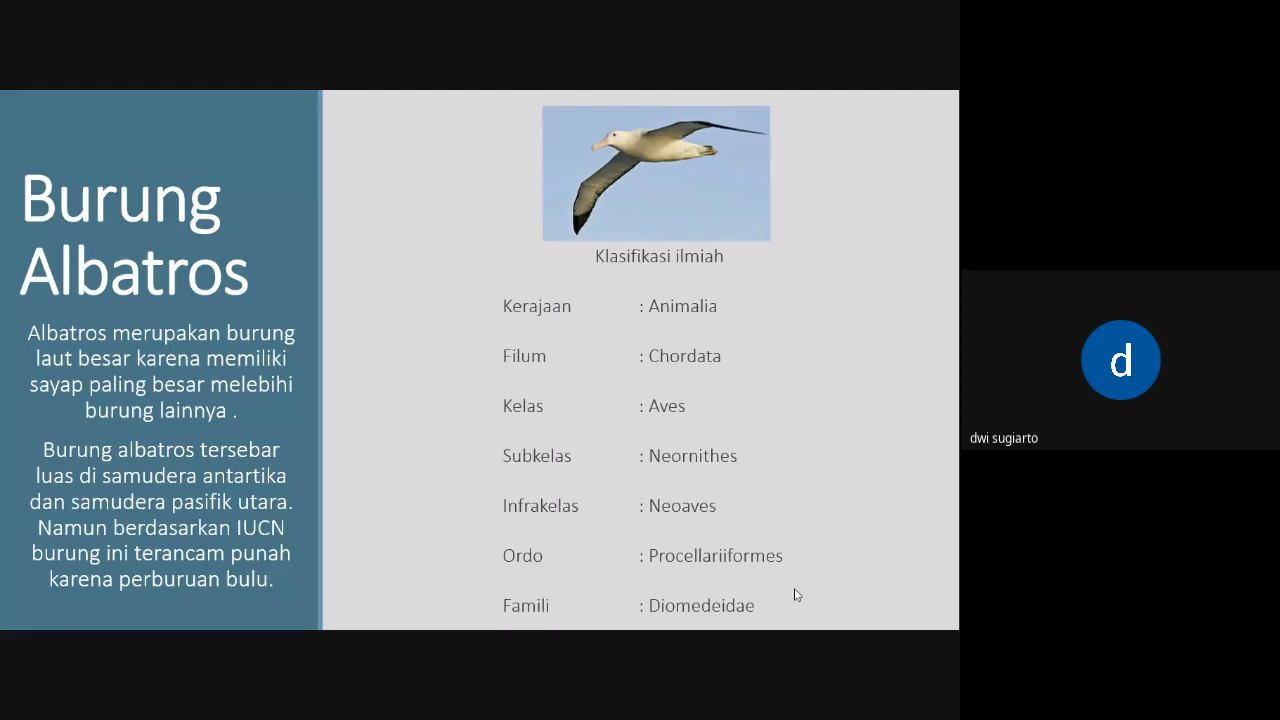 Burung
Albatros
Albatros merupakan burung
laut besar karena memiliki
sayap paling besar melebihi
burung lainnya .
Burung albatros tersebar
luas di samudera antartika
dan samudera pasifik utara.
Namun berdasarkan IUCN
burung ini terancam punah
karena perburuan bulu.
Klasifikasi ilmiah
Kerajaan : Animalia
Filum : Chordata
Kelas : Aves
Subkelas : Neornithes
Infrakelas : Neoaves
Ordo : Procellariiformes
Famili : Diomedeidae
d
dwi sugiarto